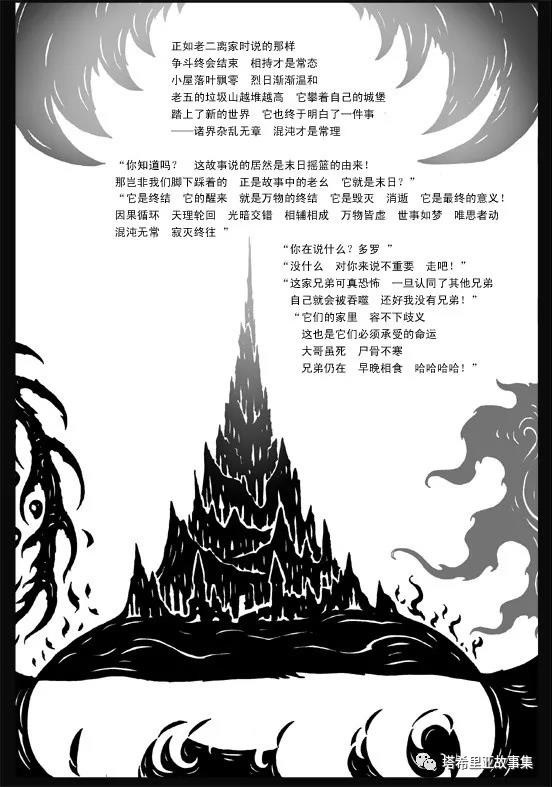 正如老二离家时说的那样
争斗终会结束　相持才是常态
小屋落叶飘零　烈日渐渐温和
老五的垃圾山越堆越高　它攀着自己的城堡
踏上了新的世界　它也终于明白了一件事
——诸界杂乱无章　混沌才是常理
“你知道吗？　这故事说的居然是末日摇篮的由来！
那岂非我们脚下踩着的　正是故事中的老幺　它就是末日？”
“它是终结　它的醒来　就是万物的终结　它是毁灭　消逝　它是最终的意义！
因果循环　天理轮回　光暗交错　相辅相成　万物皆虚　世事如梦　唯思者动
混沌无常　寂灭终往 ”
“你在说什么？多罗 ”
“没什么　对你来说不重要　走吧！”
“这家兄弟可真恐怖　一旦认同了其他兄弟
自己就会被吞噬　还好我没有兄弟！”
“它们的家里　容不下歧义
这也是它们必须承受的命运
大哥虽死　尸骨不寒
兄弟仍在　早晚相食　哈哈哈哈！”
塔希里亚故事集